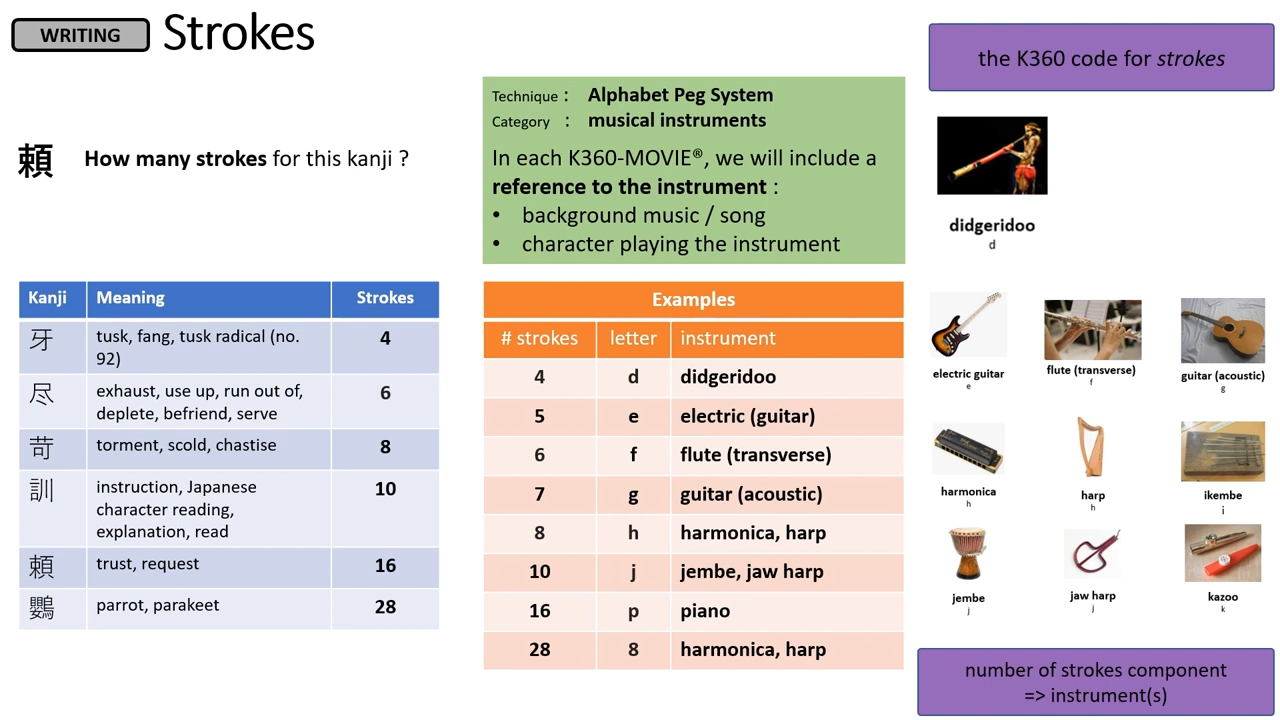 WRITING Strokes
the K360 code for strokes
頼 How many strokes for this kanji ?
Technique : Alphabet Peg System
Category : musical instruments
In each K360-MOVIE®, we will include a
reference to the instrument :
• background music / song
• character playing the instrument
didgeridoo
d
Kanji Meaning Strokes
牙 tusk, fang, tusk radical (no. 92) 4
尽 exhaust, use up, run out of, deplete, befriend, serve 6
苛 torment, scold, chastise 8
訓 instruction, Japanese character reading, explanation, read 10
頼 trust, request 16
鸚 parrot, parakeet 28
Examples
# strokes letter instrument
4 d didgeridoo
5 e electric (guitar)
6 f flute (transverse)
7 g guitar (acoustic)
8 h harmonica, harp
10 j jembe, jaw harp
16 p piano
28 8 harmonica, harp
electric guitar
e
flute (transverse)
f
guitar (acoustic)
g
harmonica
h
harp
h
ikembe
i
jembe
j
jaw harp
j
kazoo
k
number of strokes component
=> instrument(s)